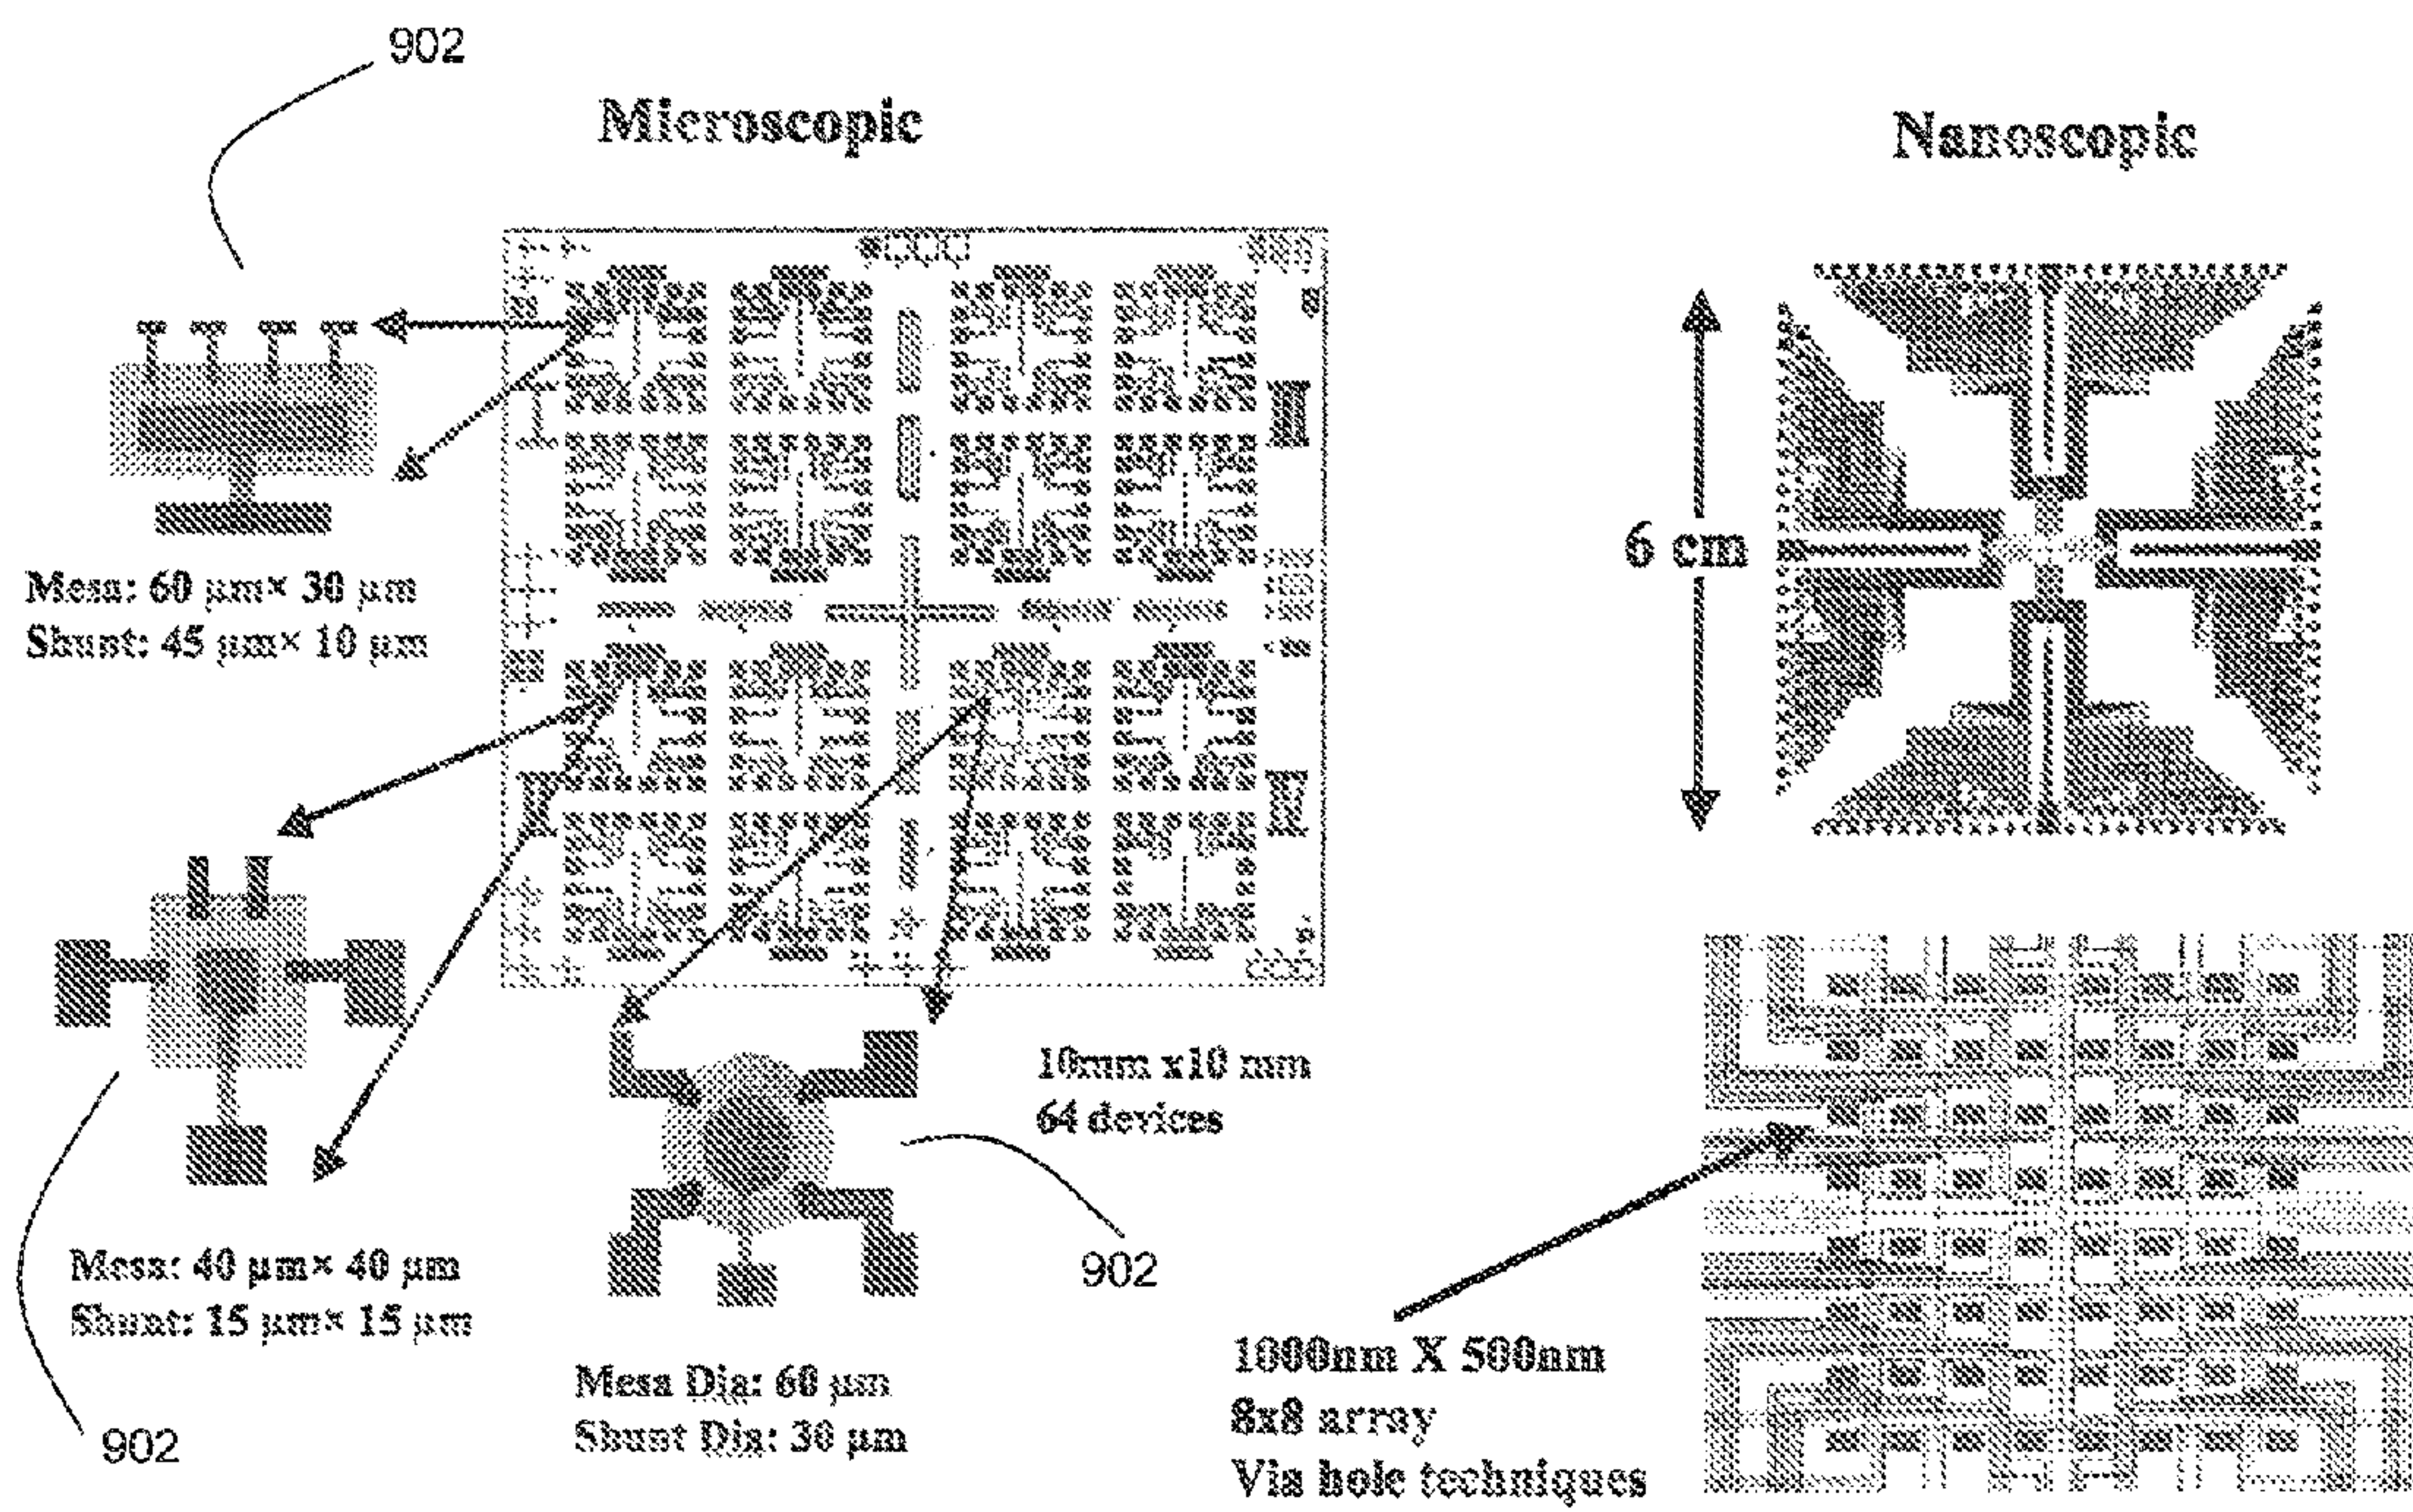 902
Microscopic
Nanoscopic
Mesa: 60 μm× 30 μm
Shunt: 45 μm× 10 μm
6 cm
10mm x10 mm
64 devices
902
Mesa: 40 μm× 40 μm
Shunt: 15 μm× 15 μm
902
Mesa Dia: 60 μm
Shunt Dia: 30 μm
1000nm X 500nm
8x8 array
Via hole techniques